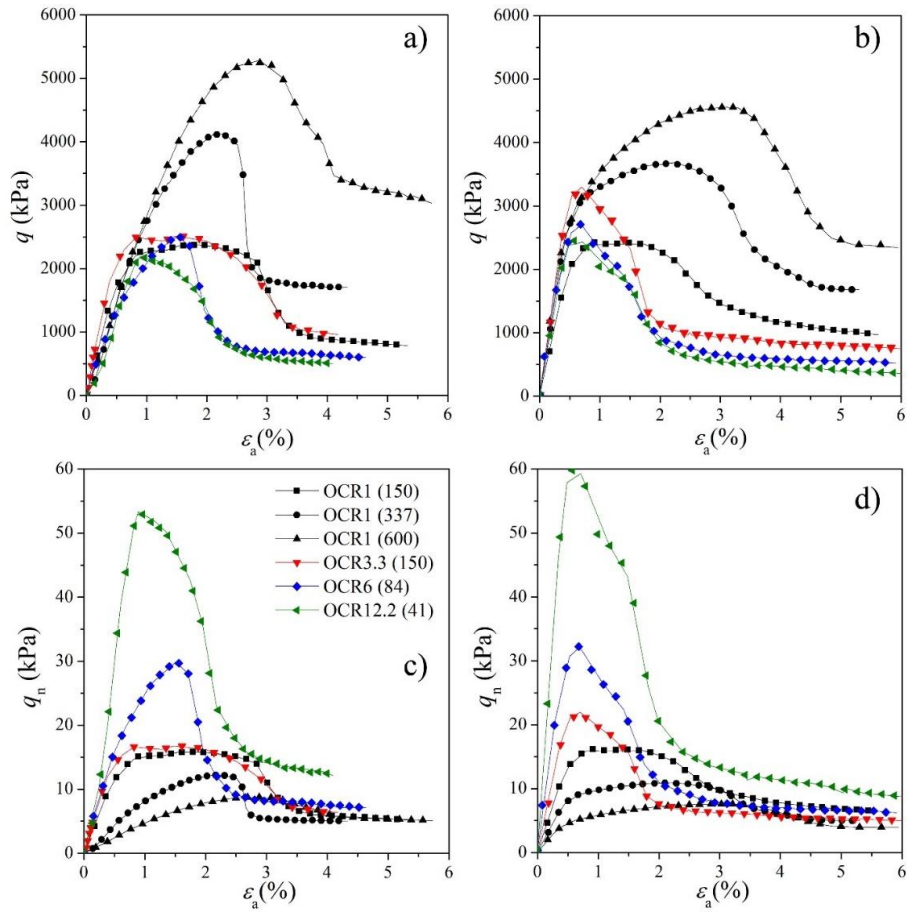 6000
5000
4000
3000
2000
1000
0
q (kPa)
a)
0 1 2 3 4 5 6
εa(%)
6000
5000
4000
3000
2000
1000
0
b)
0 1 2 3 4 5 6
εa(%)
60
50
40
30
20
10
0
qn (kPa)
OCR1 (150)
OCR1 (337)
OCR1 (600)
OCR3.3 (150)
OCR6 (84)
OCR12.2 (41)
c)
0 1 2 3 4 5 6
εa(%)
60
50
40
30
20
10
0
qn (kPa)
d)
0 1 2 3 4 5 6
εa(%)